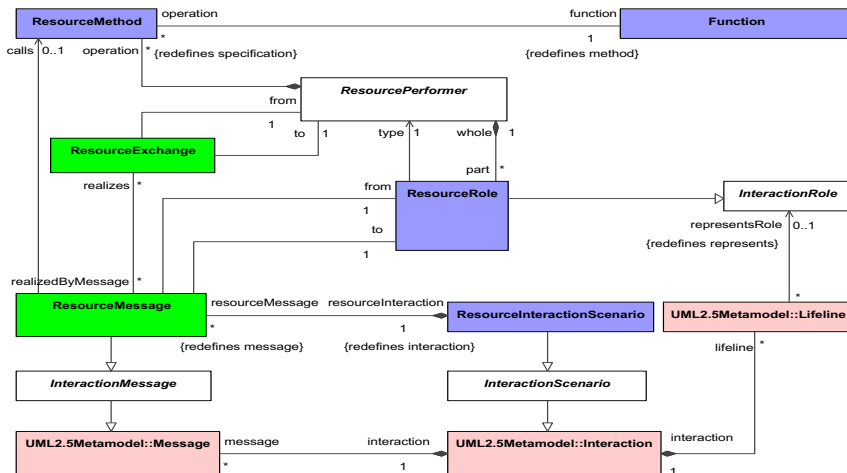 ResourceMethod
operation
function
Function
calls
0..1
operation
*
*
{redefines specification}
1
{redefines method}
ResourcePerformer
from
1
to
1
type
1
whole
1
ResourceExchange
realizes
*
part
*
from
1
ResourceRole
InteractionRole
to
1
representsRole
0..1
{redefines represents}
realizedByMessage
*
*
ResourceMessage
resourceMessage
resourceInteraction
ResourceInteractionScenario
UML2.5Metamodel::Lifeline
*
1
{redefines message}
{redefines interaction}
lifeline
*
InteractionMessage
InteractionScenario
UML2.5Metamodel::Message
message
interaction
UML2.5Metamodel::Interaction
interaction
*
1
1